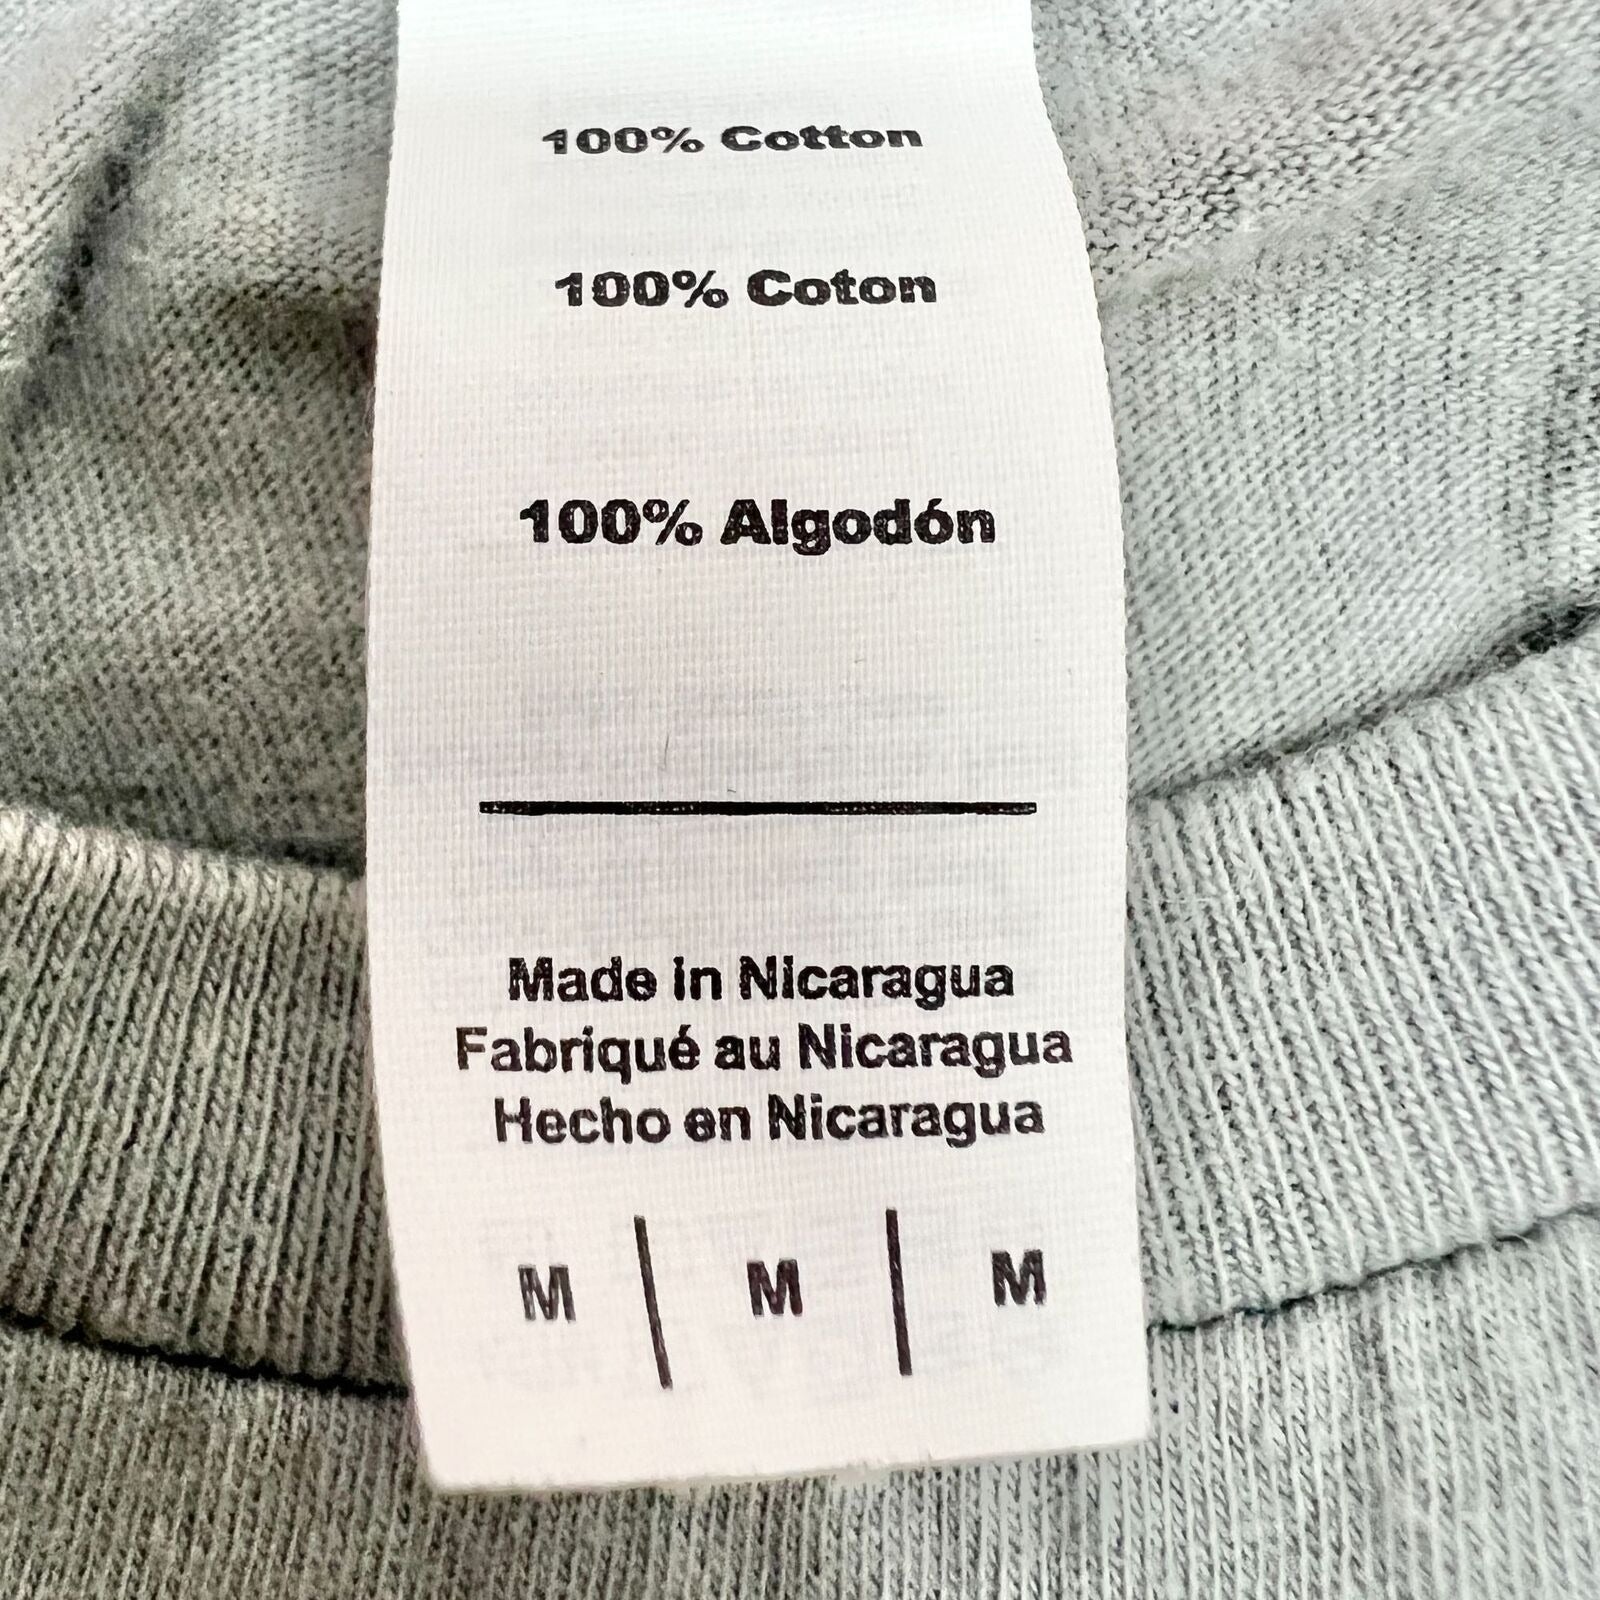 100% Cotton
100% Coton
100% Algodón
Made in Nicaragua
Fabriqué au Nicaragua
Hecho en Nicaragua
M | M | M